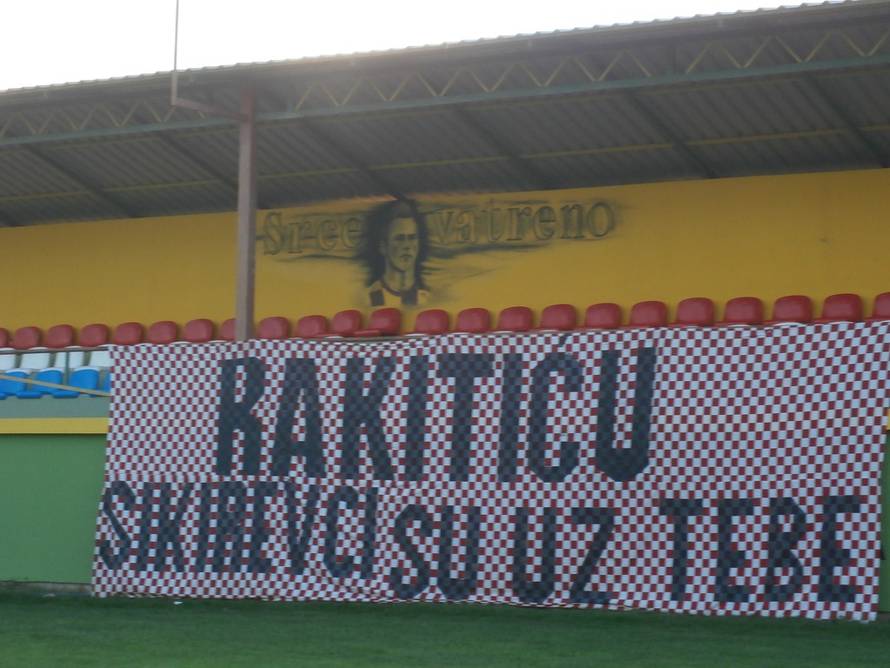 Srce vatreno
RAKITIĆU
SIKIREVCI SU UZ TEBE